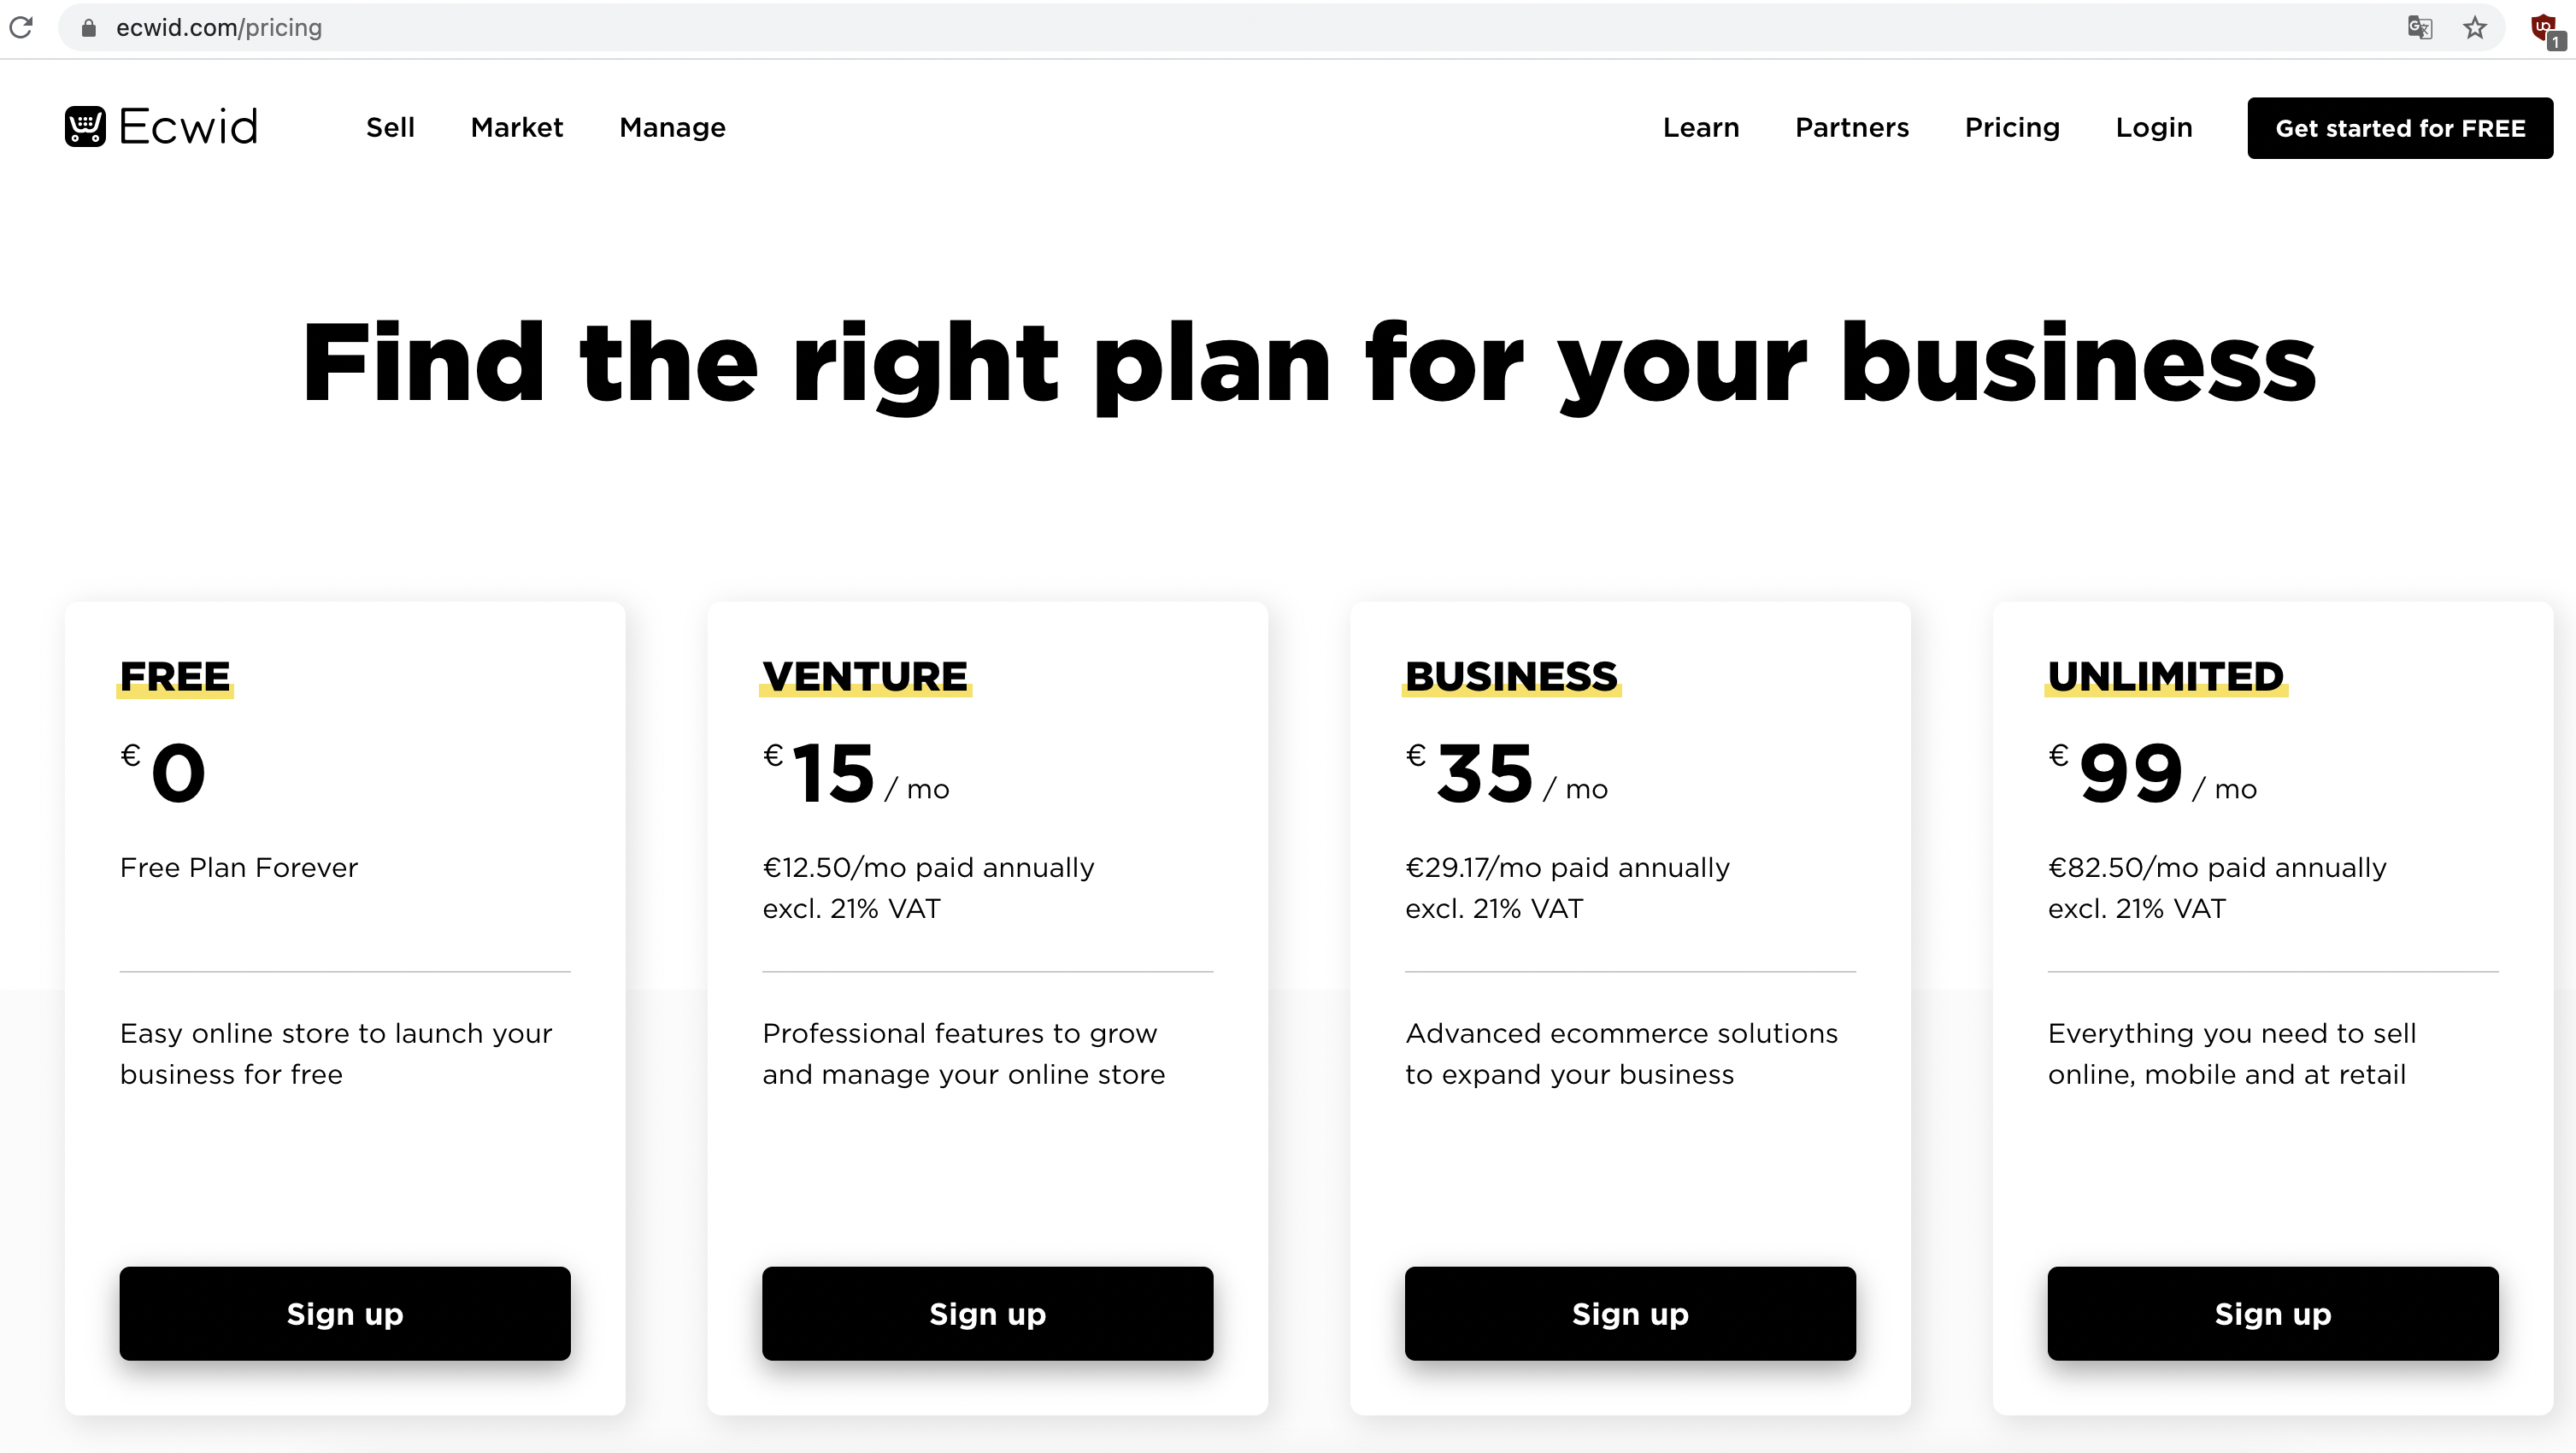 ecwid.com/pricing
1
Ecwid
Sell
Market
Manage
Learn
Partners
Pricing
Login
Get started for FREE
Find the right plan for your business
FREE
€ 0
Free Plan Forever
Easy online store to launch your
business for free
Sign up
VENTURE
€ 15 / mo
€12.50/mo paid annually
excl. 21% VAT
Professional features to grow
and manage your online store
Sign up
BUSINESS
€ 35 / mo
€29.17/mo paid annually
excl. 21% VAT
Advanced ecommerce solutions
to expand your business
Sign up
UNLIMITED
€ 99 / mo
€82.50/mo paid annually
excl. 21% VAT
Everything you need to sell
online, mobile and at retail
Sign up